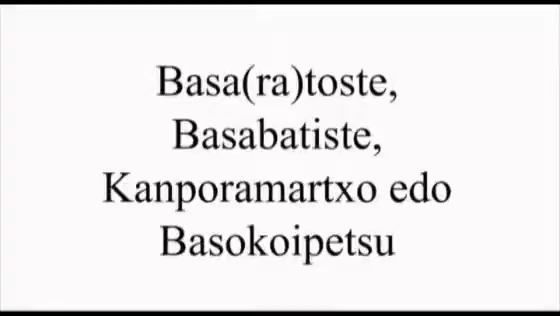 Basa(ra)toste,
Basabatiste,
Kanporamartxo edo
Basokoipetsu